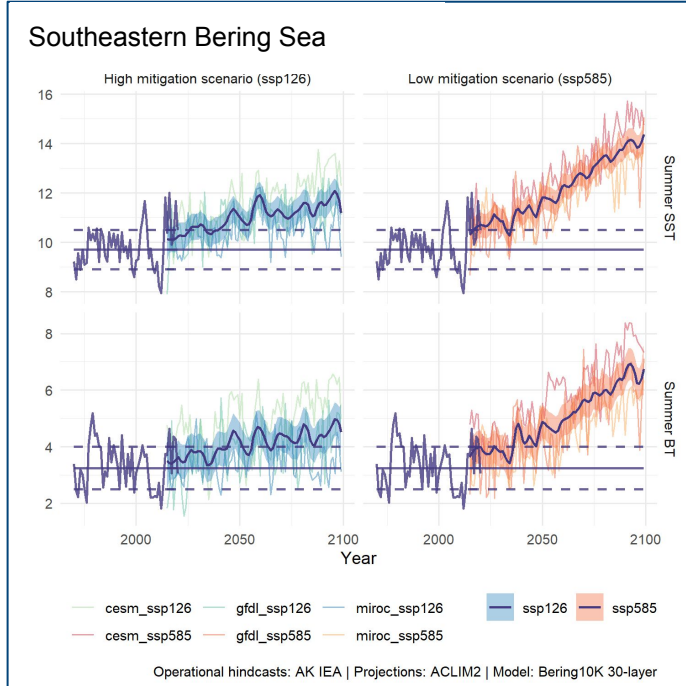 Southeastern Bering Sea
High mitigation scenario (ssp126)
Low mitigation scenario (ssp585)
16
14
12
10
8
Summer SST
8
6
4
2
Summer BT
2000
2050
2100
2000
2050
2100
Year
cesm_ssp126
gfdl_ssp126
miroc_ssp126
ssp126
ssp585
cesm_ssp585
gfdl_ssp585
miroc_ssp585
Operational hindcasts: AK IEA | Projections: ACLIM2 | Model: Bering10K 30-layer